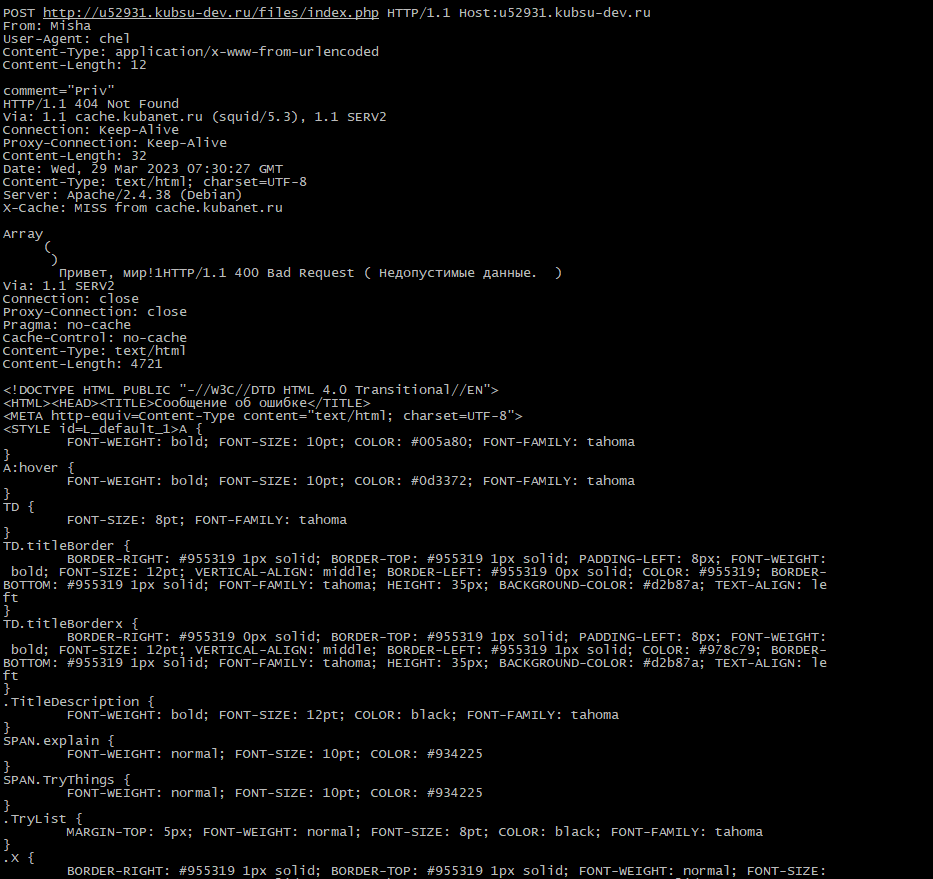 POST http://u52931.kubsu-dev.ru/files/index.php HTTP/1.1 Host:u52931.kubsu-dev.ru
From: Misha
User-Agent: chel
Content-Type: application/x-www-from-urlencoded
Content-Length: 12

comment="Priv"
HTTP/1.1 404 Not Found
Via: 1.1 cache.kubanet.ru (squid/5.3), 1.1 SERV2
Connection: Keep-Alive
Proxy-Connection: Keep-Alive
Content-Length: 32
Date: Wed, 29 Mar 2023 07:30:27 GMT
Content-Type: text/html; charset=UTF-8
Server: Apache/2.4.38 (Debian)
X-Cache: MISS from cache.kubanet.ru

Array
(
)
Привет, мир!1HTTP/1.1 400 Bad Request ( Недопустимые данные.  )
Via: 1.1 SERV2
Connection: close
Proxy-Connection: close
Pragma: no-cache
Cache-Control: no-cache
Content-Type: text/html
Content-Length: 4721

<!DOCTYPE HTML PUBLIC "-//W3C//DTD HTML 4.0 Transitional//EN">
<HTML><HEAD><TITLE>Сообщение об ошибке</TITLE>
<META http-equiv=Content-Type content="text/html; charset=UTF-8">
<STYLE id=L_default_1>A {
FONT-WEIGHT: bold; FONT-SIZE: 10pt; COLOR: #005a80; FONT-FAMILY: tahoma
}
A:hover {
FONT-WEIGHT: bold; FONT-SIZE: 10pt; COLOR: #0d3372; FONT-FAMILY: tahoma
}
TD {
FONT-SIZE: 8pt; FONT-FAMILY: tahoma
}
TD.titleBorder {
BORDER-RIGHT: #955319 1px solid; BORDER-TOP: #955319 1px solid; PADDING-LEFT: 8px; FONT-WEIGHT:
bold; FONT-SIZE: 12pt; VERTICAL-ALIGN: middle; BORDER-LEFT: #955319 0px solid; COLOR: #955319; BORDER-
BOTTOM: #955319 1px solid; FONT-FAMILY: tahoma; HEIGHT: 35px; BACKGROUND-COLOR: #d2b87a; TEXT-ALIGN: le
ft
}
TD.titleBorderx {
BORDER-RIGHT: #955319 0px solid; BORDER-TOP: #955319 1px solid; PADDING-LEFT: 8px; FONT-WEIGHT:
bold; FONT-SIZE: 12pt; VERTICAL-ALIGN: middle; BORDER-LEFT: #955319 1px solid; COLOR: #978c79; BORDER-
BOTTOM: #955319 1px solid; FONT-FAMILY: tahoma; HEIGHT: 35px; BACKGROUND-COLOR: #d2b87a; TEXT-ALIGN: le
ft
}
.TitleDescription {
FONT-WEIGHT: bold; FONT-SIZE: 12pt; COLOR: black; FONT-FAMILY: tahoma
}
SPAN.explain {
FONT-WEIGHT: normal; FONT-SIZE: 10pt; COLOR: #934225
}
SPAN.TryThings {
FONT-WEIGHT: normal; FONT-SIZE: 10pt; COLOR: #934225
}
.TryList {
MARGIN-TOP: 5px; FONT-WEIGHT: normal; FONT-SIZE: 8pt; COLOR: black; FONT-FAMILY: tahoma
}
.X {
BORDER-RIGHT: #955319 1px solid; BORDER-TOP: #955319 1px solid; FONT-WEIGHT: normal; FONT-SIZE: